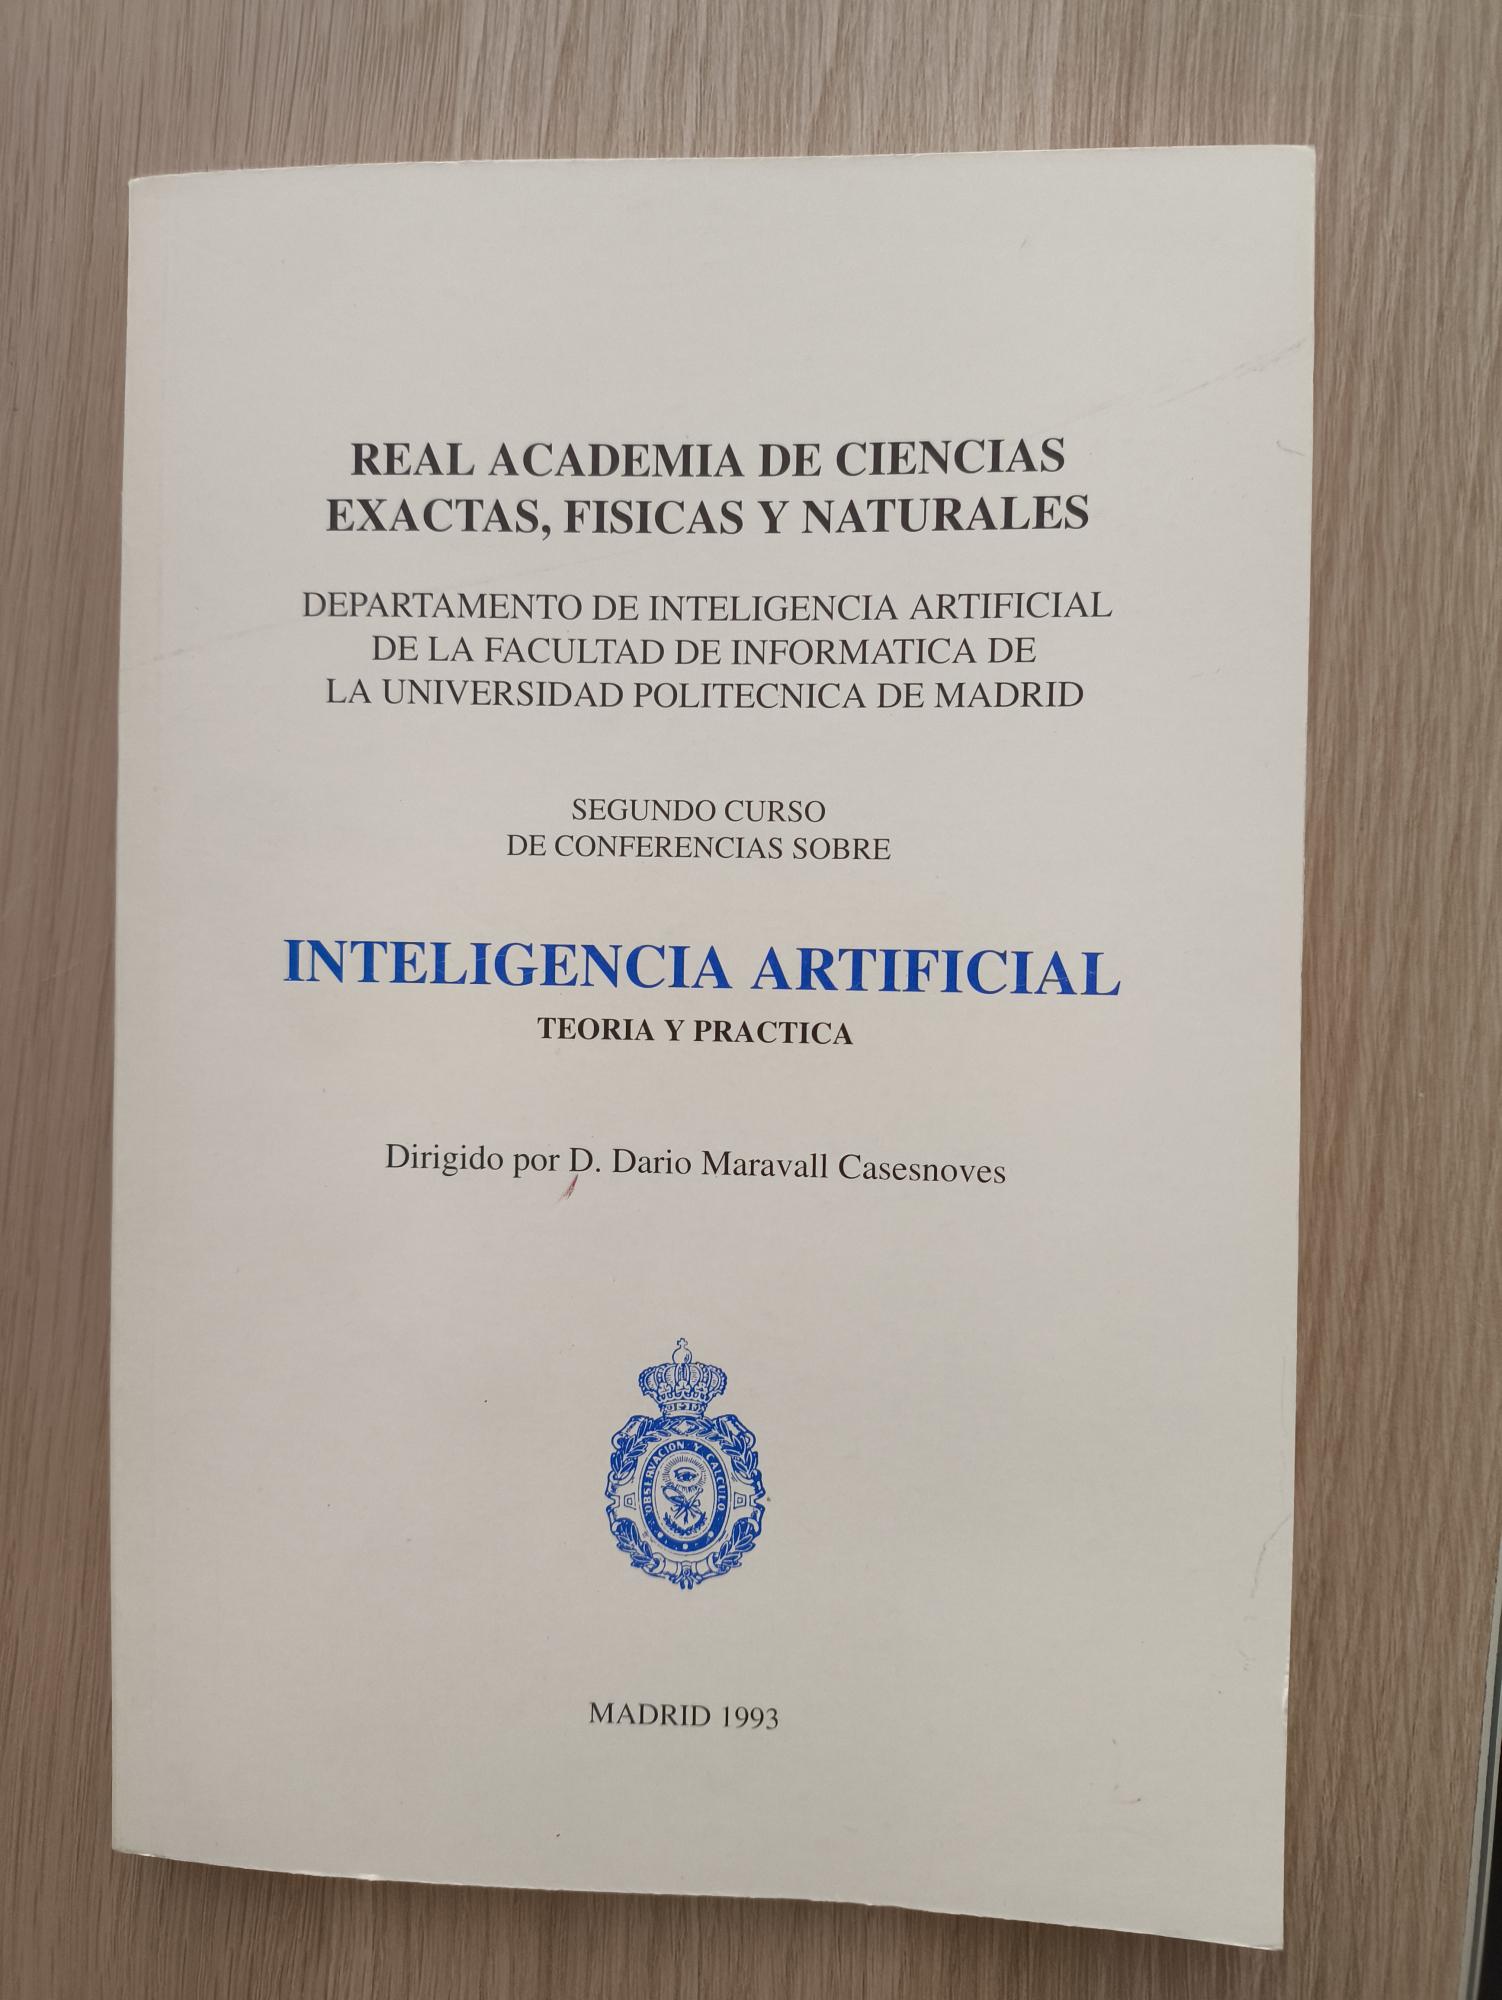 REAL ACADEMIA DE CIENCIAS
EXACTAS, FISICAS Y NATURALES
DEPARTAMENTO DE INTELIGENCIA ARTIFICIAL
DE LA FACULTAD DE INFORMATICA DE
LA UNIVERSIDAD POLITECNICA DE MADRID
SEGUNDO CURSO
DE CONFERENCIAS SOBRE
INTELIGENCIA ARTIFICIAL
TEORIA Y PRACTICA
Dirigido por D. Dario Maravall Casesnoves
OBSERVACION Y CALCULO
MADRID 1993